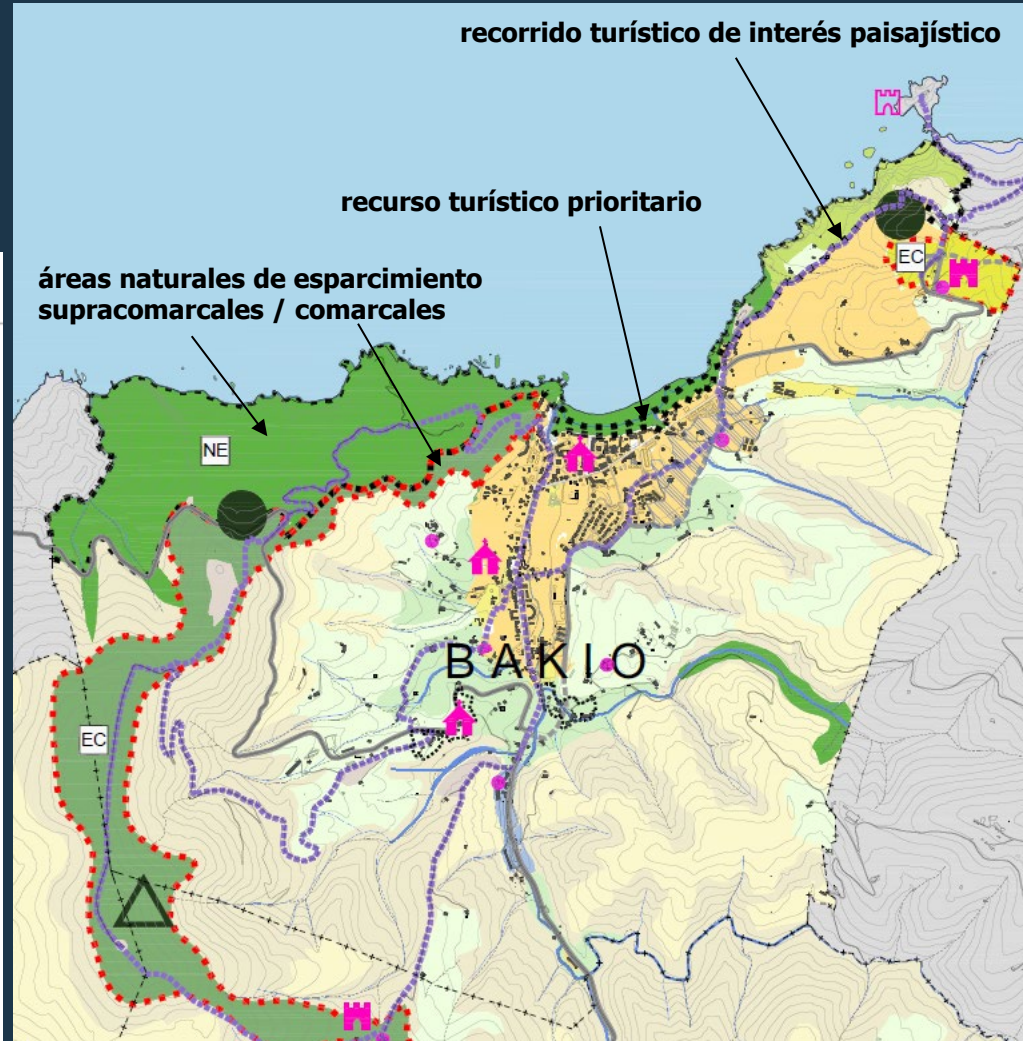 recorrido turístico de interés paisajístico
recurso turístico prioritario
áreas naturales de esparcimiento
supracomarcales / comarcales
EC
NE
BAKIO
EC